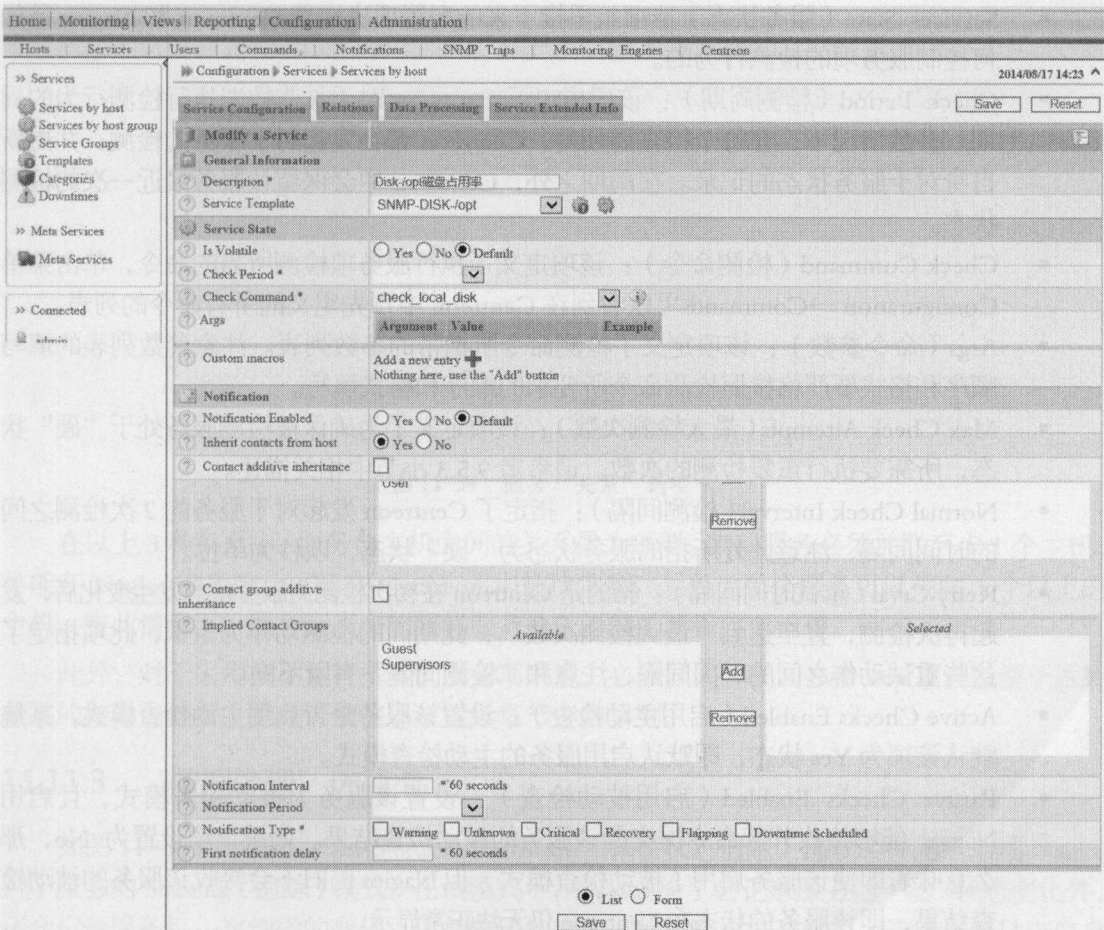 Home Monitoring Views Reporting Configuration Administration
Hosts Services | Users | Commands | Notifications | SNMP Traps | Monitoring Engines | Centreon
Services
Services by host
Services by host group
Service Groups
Templates
Categories
Downtimes
Meta Services
Meta Services
Connected
admin
Configuration Services Services by host
2014/08/17 14:23
Service Configuration Relations Data Processing Service Extended Info
Save Reset
Modify a Service
General Information
Description * Disk-/opt磁盘占用率
Service Template SNMP-DISK-/opt
Service State
Is Volatile Yes No Default
Check Period *
Check Command * check_local_disk
Args Argument Value Example
Custom macros Add a new entry
Nothing here, use the "Add" button
Notification
Notification Enabled Yes No Default
Inherit contacts from host Yes No
Contact additive inheritance
User
Remove
Contact group additive
inheritance
Implied Contact Groups
Available Selected
Guest
Supervisors
Add
Remove
Notification Interval * 60 seconds
Notification Period
Notification Type * Warning Unknown Critical Recovery Flapping Downtime Scheduled
First notification delay * 60 seconds
List Form
Save Reset